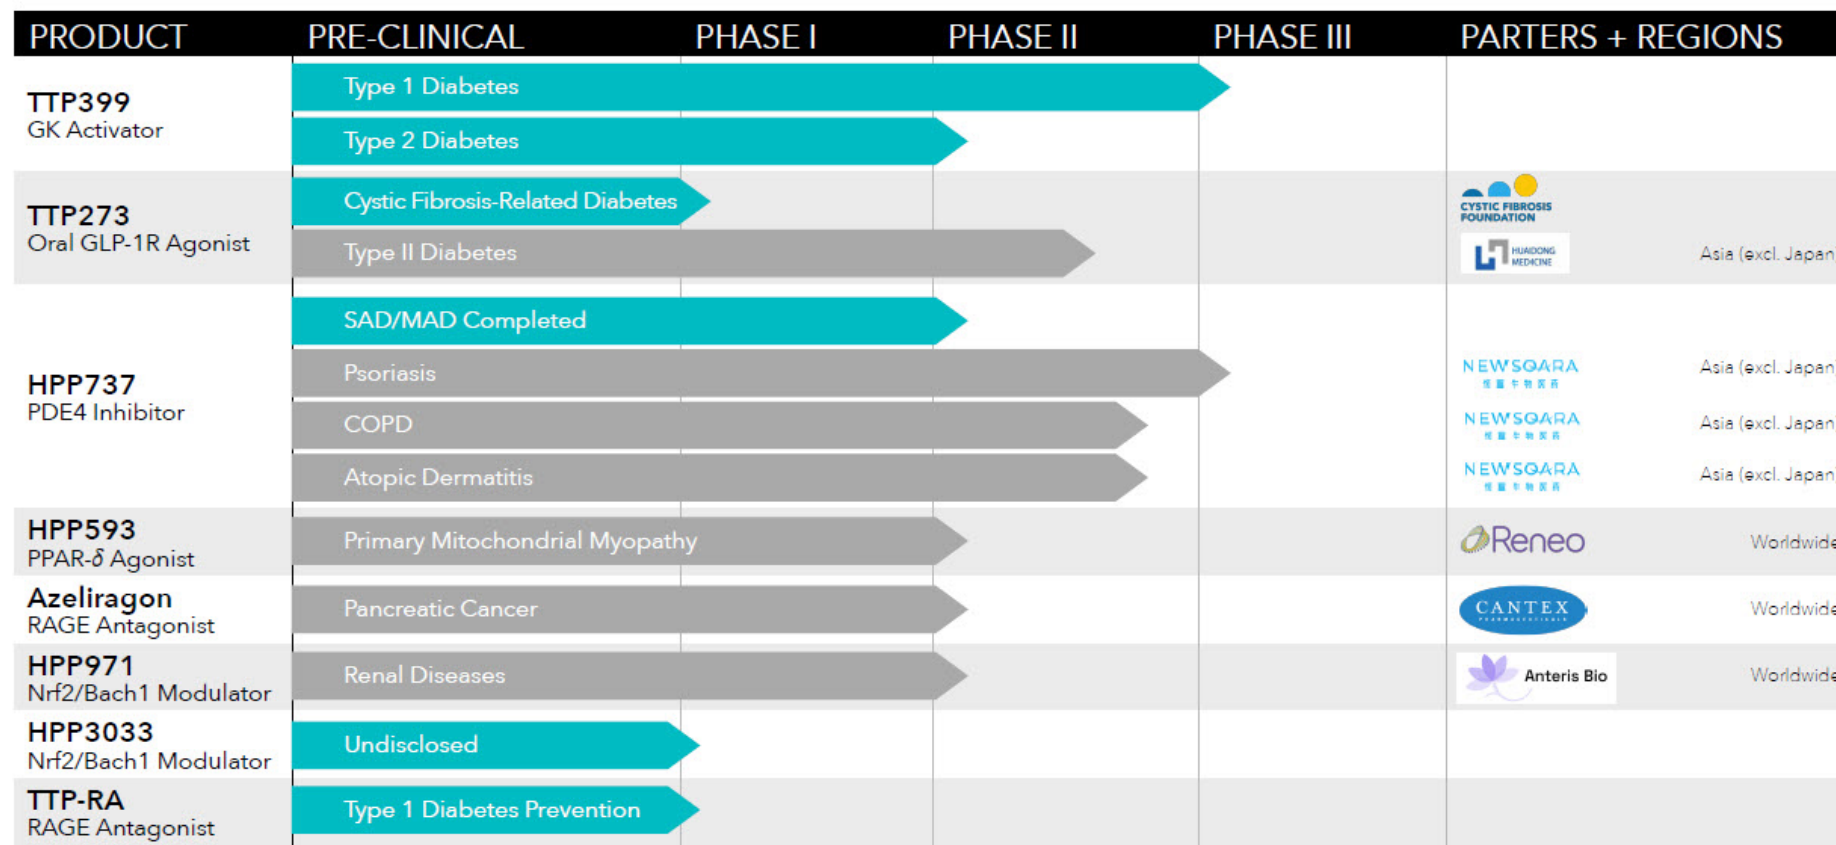 PRODUCT PRE-CLINICAL PHASE I PHASE II PHASE III PARTERS + REGIONS
TTP399
GK Activator
Type 1 Diabetes
Type 2 Diabetes
TTP273
Oral GLP-1R Agonist
Cystic Fibrosis-Related Diabetes
CYSTIC FIBROSIS
FOUNDATION
Type II Diabetes
HUADONG
MEDICINE
Asia (excl. Japan)
HPP737
PDE4 Inhibitor
SAD/MAD Completed
Psoriasis
NEWSOARA
Asia (excl. Japan)
COPD
NEWSOARA
Asia (excl. Japan)
Atopic Dermatitis
NEWSOARA
Asia (excl. Japan)
HPP593
PPAR-δ Agonist
Primary Mitochondrial Myopathy
Reneo
Worldwide
Azeliragon
RAGE Antagonist
Pancreatic Cancer
CANTEX
PHARMACEUTICALS
Worldwide
HPP971
Nrf2/Bach1 Modulator
Renal Diseases
Anteris Bio
Worldwide
HPP3033
Nrf2/Bach1 Modulator
Undisclosed
TTP-RA
RAGE Antagonist
Type 1 Diabetes Prevention